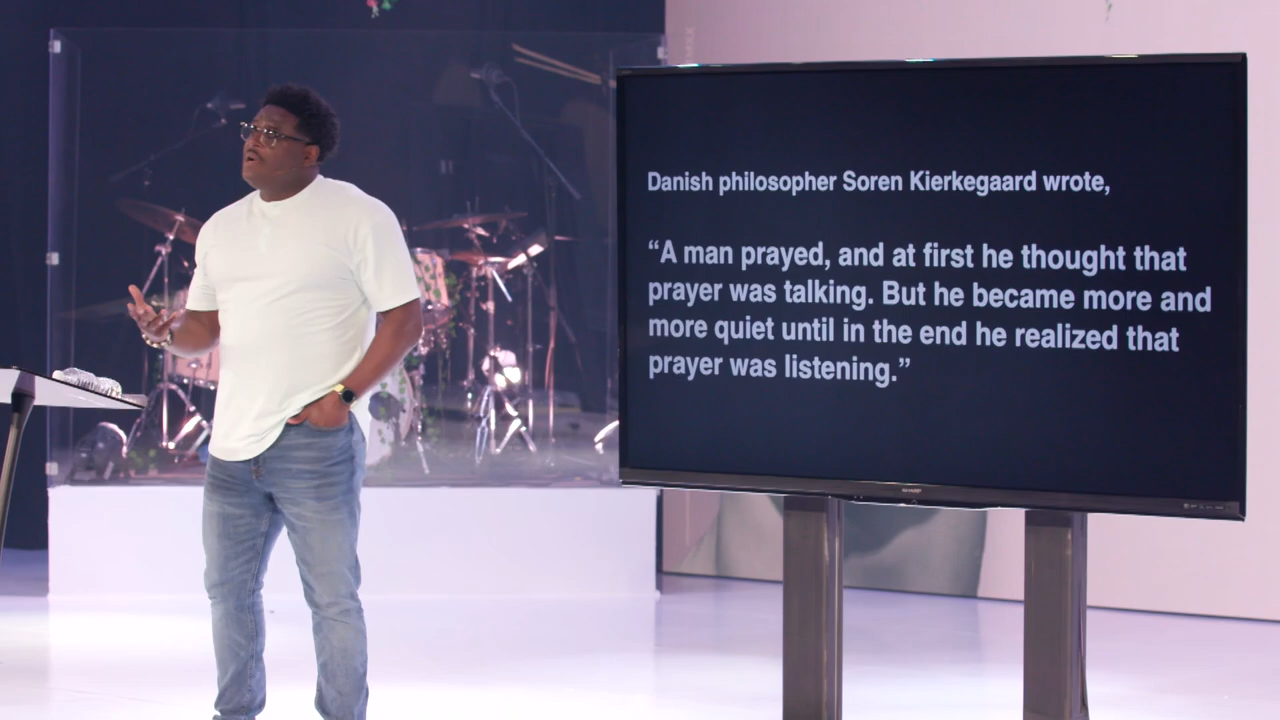 Danish philosopher Soren Kierkegaard wrote,
“A man prayed, and at first he thought that
prayer was talking. But he became more and
more quiet until in the end he realized that
prayer was listening.”
SHARP